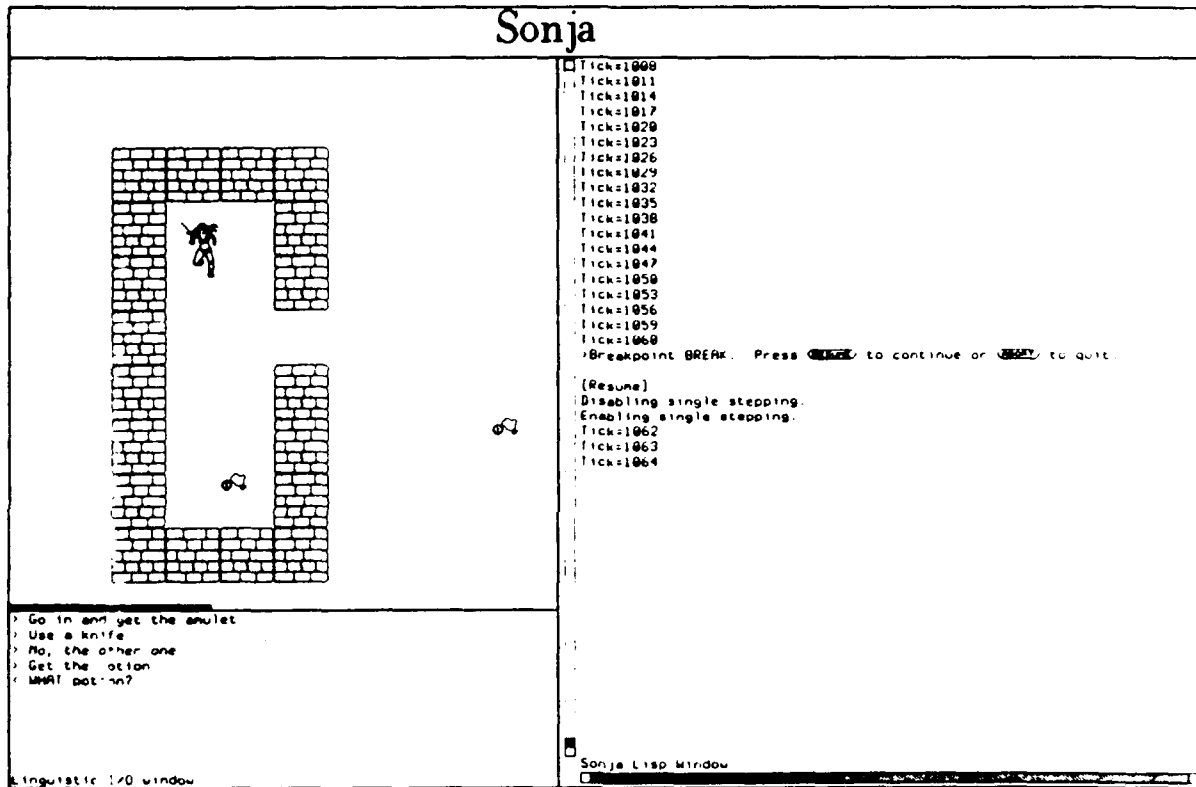 Sonja
Tick=1008
Tick=1011
Tick=1014
Tick=1017
Tick=1020
Tick=1023
Tick=1026
Tick=1029
Tick=1032
Tick=1035
Tick=1038
Tick=1041
Tick=1044
Tick=1047
Tick=1050
Tick=1053
Tick=1056
Tick=1059
Tick=1060
>Breakpoint BREAK. Press to continue or to quit.
[Resume]
Disabling single stepping.
Enabling single stepping.
Tick=1062
Tick=1063
Tick=1064
Sonja Lisp Window
> Go in and get the amulet
> Use a knife
> No, the other one
> Get the
< WHAT potion?
Linguistic I/O window